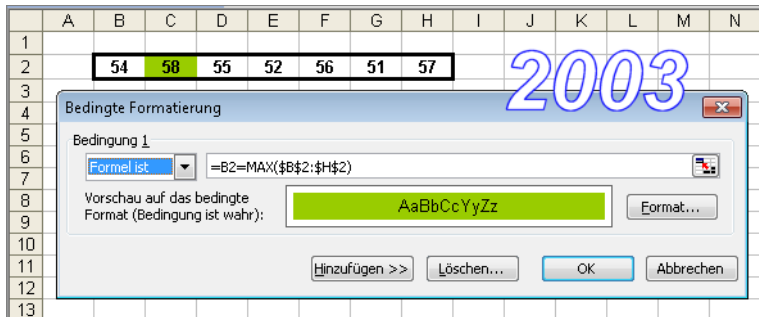 A B C D E F G H I J K L M N
1
2 54 58 55 52 56 51 57
2003
3
4 Bedingte Formatierung
5 Bedingung 1
6 Formel ist =B2=MAX($B$2:$H$2)
7
8 Vorschau auf das bedingte AaBbCcYyZz Format...
9 Format (Bedingung ist wahr):
10
11 Hinzufügen >> Löschen... OK Abbrechen
12
13